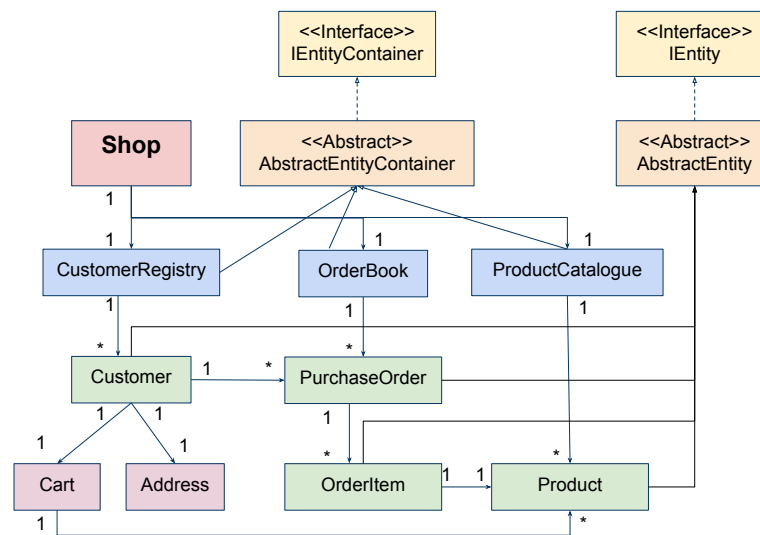 <<Interface>>
IEntityContainer
<<Interface>>
IEntity
Shop
<<Abstract>>
AbstractEntityContainer
<<Abstract>>
AbstractEntity
1
1
1
1
CustomerRegistry
OrderBook
ProductCatalogue
1
1
1
*
*
Customer
1
*
PurchaseOrder
1
1
1
1
1
*
*
Cart
Address
OrderItem
1
1
Product
1
*